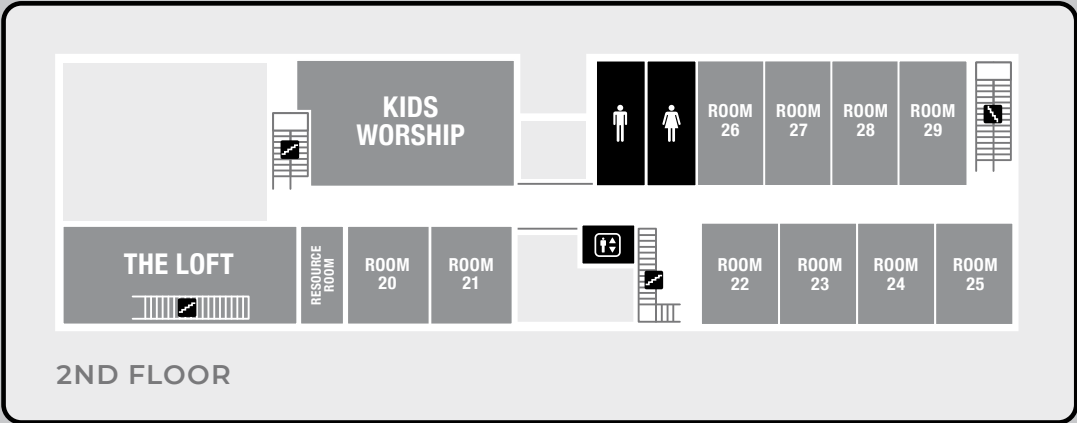 KIDS
WORSHIP
ROOM
26
ROOM
27
ROOM
28
ROOM
29
THE LOFT
RESOURCE
ROOM
ROOM
20
ROOM
21
ROOM
22
ROOM
23
ROOM
24
ROOM
25
2ND FLOOR